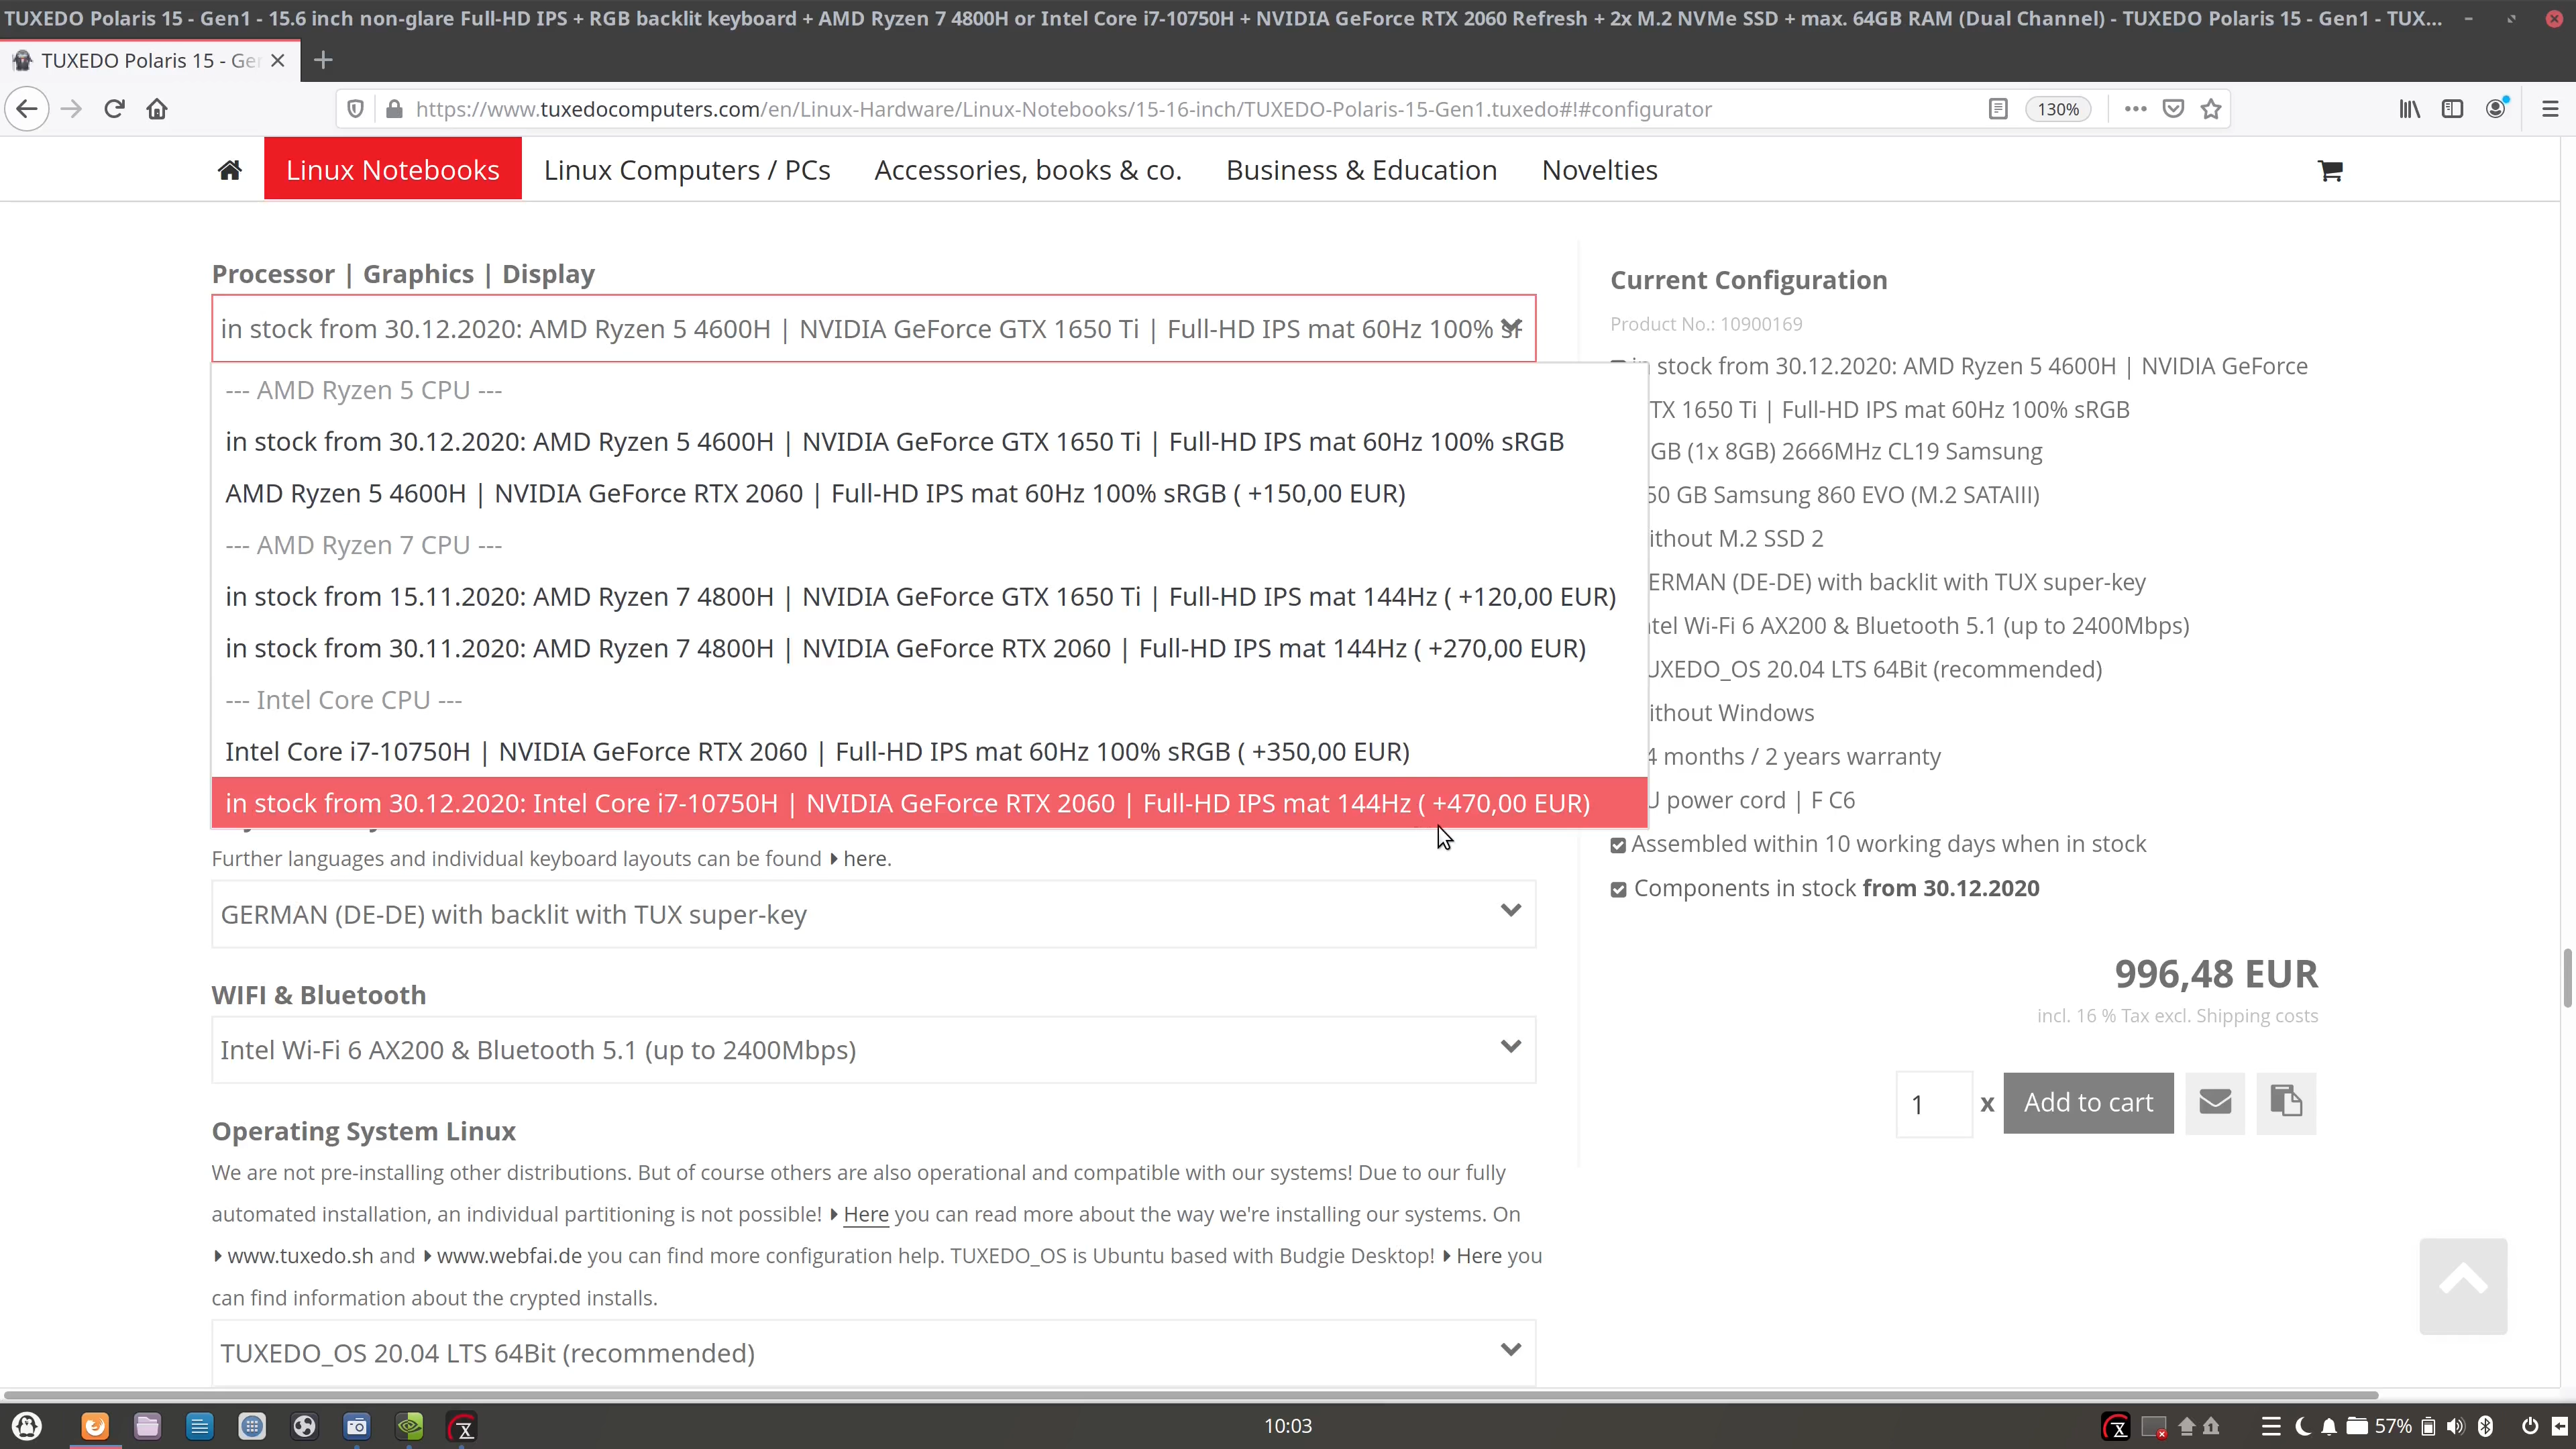 TUXEDO Polaris 15 - Gen1 - 15.6 inch non-glare Full-HD IPS + RGB backlit keyboard + AMD Ryzen 7 4800H or Intel Core i7-10750H + NVIDIA GeForce RTX 2060 Refresh + 2x M.2 NVMe SSD + max. 64GB RAM (Dual Channel) - TUXEDO Polaris 15 - Gen1 - TUX...
TUXEDO Polaris 15 - Ger
https://www.tuxedocomputers.com/en/Linux-Hardware/Linux-Notebooks/15-16-inch/TUXEDO-Polaris-15-Gen1.tuxedo#!#configurator
130%
Linux Notebooks
Linux Computers / PCs
Accessories, books & co.
Business & Education
Novelties
Processor | Graphics | Display
in stock from 30.12.2020: AMD Ryzen 5 4600H | NVIDIA GeForce GTX 1650 Ti | Full-HD IPS mat 60Hz 100%
--- AMD Ryzen 5 CPU ---
in stock from 30.12.2020: AMD Ryzen 5 4600H | NVIDIA GeForce GTX 1650 Ti | Full-HD IPS mat 60Hz 100% sRGB
AMD Ryzen 5 4600H | NVIDIA GeForce RTX 2060 | Full-HD IPS mat 60Hz 100% sRGB ( +150,00 EUR)
--- AMD Ryzen 7 CPU ---
in stock from 15.11.2020: AMD Ryzen 7 4800H | NVIDIA GeForce GTX 1650 Ti | Full-HD IPS mat 144Hz ( +120,00 EUR)
in stock from 30.11.2020: AMD Ryzen 7 4800H | NVIDIA GeForce RTX 2060 | Full-HD IPS mat 144Hz ( +270,00 EUR)
--- Intel Core CPU ---
Intel Core i7-10750H | NVIDIA GeForce RTX 2060 | Full-HD IPS mat 60Hz 100% sRGB ( +350,00 EUR)
in stock from 30.12.2020: Intel Core i7-10750H | NVIDIA GeForce RTX 2060 | Full-HD IPS mat 144Hz ( +470,00 EUR)
Further languages and individual keyboard layouts can be found here.
GERMAN (DE-DE) with backlit with TUX super-key
WIFI & Bluetooth
Intel Wi-Fi 6 AX200 & Bluetooth 5.1 (up to 2400Mbps)
Operating System Linux
We are not pre-installing other distributions. But of course others are also operational and compatible with our systems! Due to our fully
automated installation, an individual partitioning is not possible! Here you can read more about the way we're installing our systems. On
www.tuxedo.sh and www.webfai.de you can find more configuration help. TUXEDO_OS is Ubuntu based with Budgie Desktop! Here you
can find information about the crypted installs.
TUXEDO_OS 20.04 LTS 64Bit (recommended)
Current Configuration
Product No.: 10900169
stock from 30.12.2020: AMD Ryzen 5 4600H | NVIDIA GeForce
TX 1650 Ti | Full-HD IPS mat 60Hz 100% sRGB
GB (1x 8GB) 2666MHz CL19 Samsung
50 GB Samsung 860 EVO (M.2 SATAIII)
ithout M.2 SSD 2
ERMAN (DE-DE) with backlit with TUX super-key
tel Wi-Fi 6 AX200 & Bluetooth 5.1 (up to 2400Mbps)
UXEDO_OS 20.04 LTS 64Bit (recommended)
ithout Windows
4 months / 2 years warranty
U power cord | F C6
Assembled within 10 working days when in stock
Components in stock from 30.12.2020
996,48 EUR
incl. 16 % Tax excl. Shipping costs
1 x Add to cart
10:03
57%